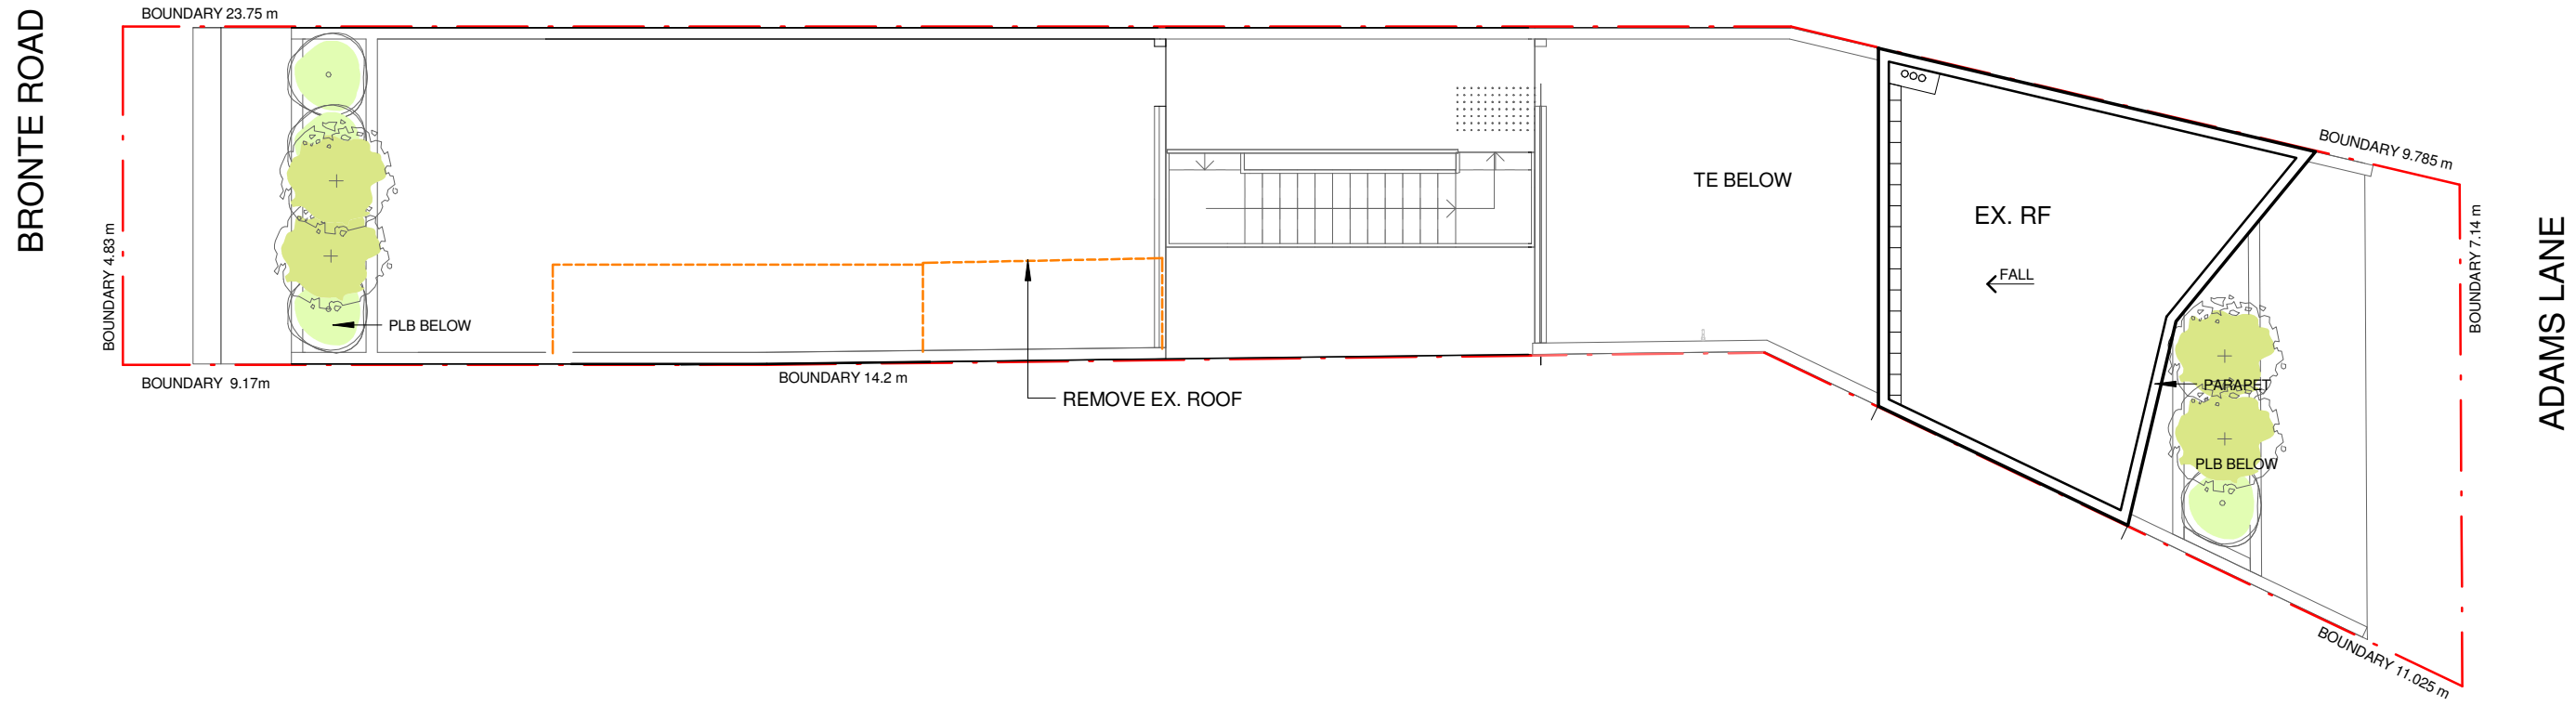 BRONTE ROAD
BOUNDARY 23.75 m
BOUNDARY 4.83 m
BOUNDARY  9.17m
PLB BELOW
BOUNDARY 14.2 m
REMOVE EX. ROOF
TE BELOW
EX. RF
FALL
BOUNDARY 9.785 m
BOUNDARY 7.14 m
PARAPET
PLB BELOW
BOUNDARY 11.025 m
ADAMS LANE